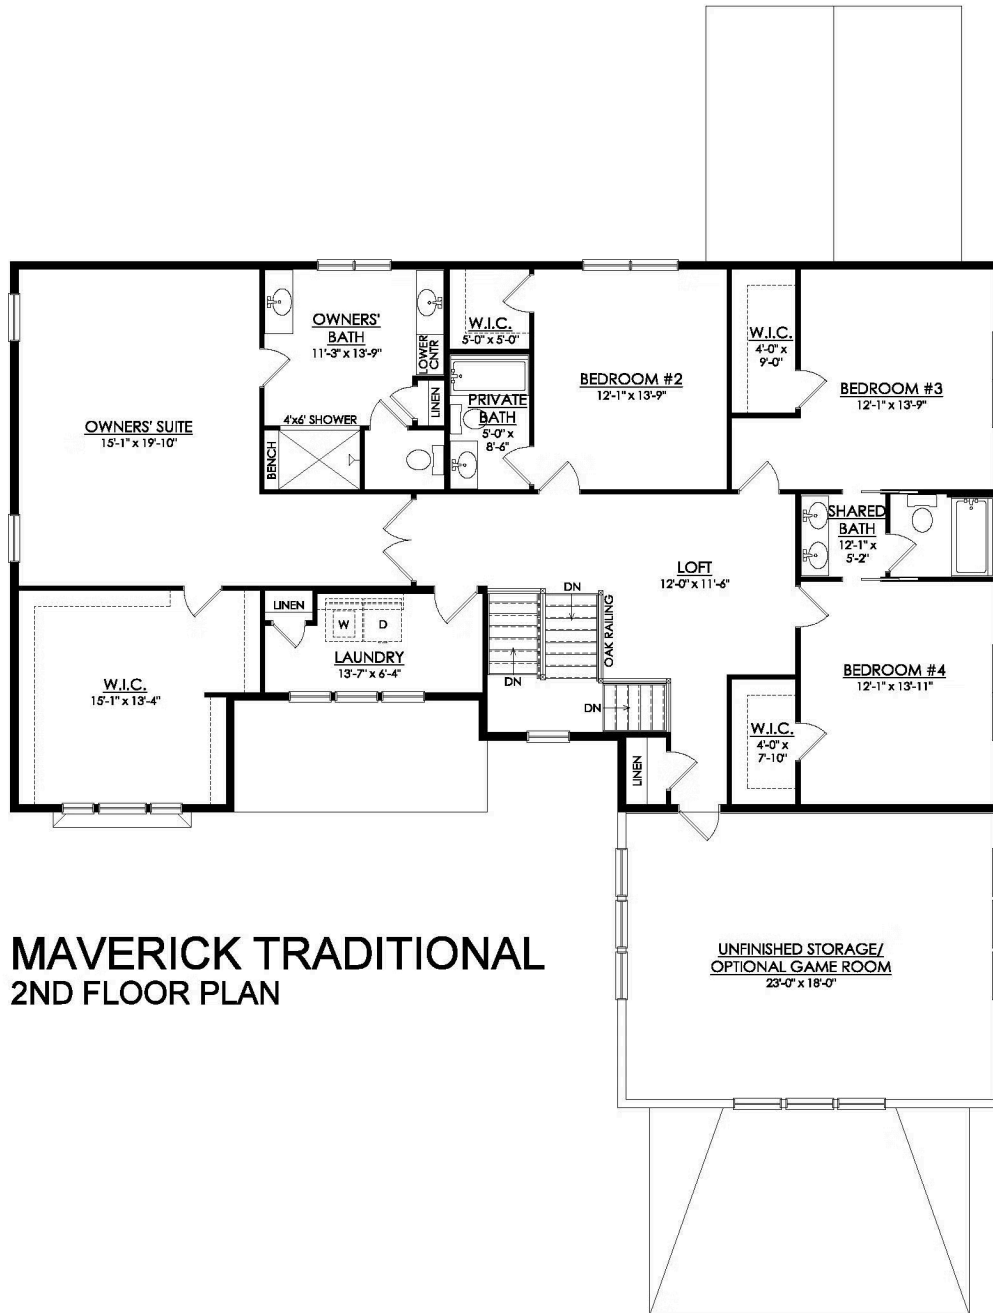 OWNERS'
BATH
11'-3" x 13'-9"
LOWER
CNTR
LINEN
4'x6' SHOWER
BENCH
OWNERS' SUITE
15'-1" x 19'-10"
W.I.C.
5'-0" x 5'-0"
PRIVATE
BATH
5'-0" x
8'-6"
BEDROOM #2
12'-1" x 13'-9"
W.I.C.
4'-0" x
9'-0"
BEDROOM #3
12'-1" x 13'-9"
SHARED
BATH
12'-1" x
5'-2"
LOFT
12'-0" x 11'-6"
DN
OAK RAILING
DN
DN
LINEN
W
D
LAUNDRY
13'-7" x 6'-4"
W.I.C.
15'-1" x 13'-4"
BEDROOM #4
12'-1" x 13'-11"
W.I.C.
4'-0" x
7'-10"
LINEN
MAVERICK TRADITIONAL
2ND FLOOR PLAN
UNFINISHED STORAGE/
OPTIONAL GAME ROOM
23'-0" x 18'-0"